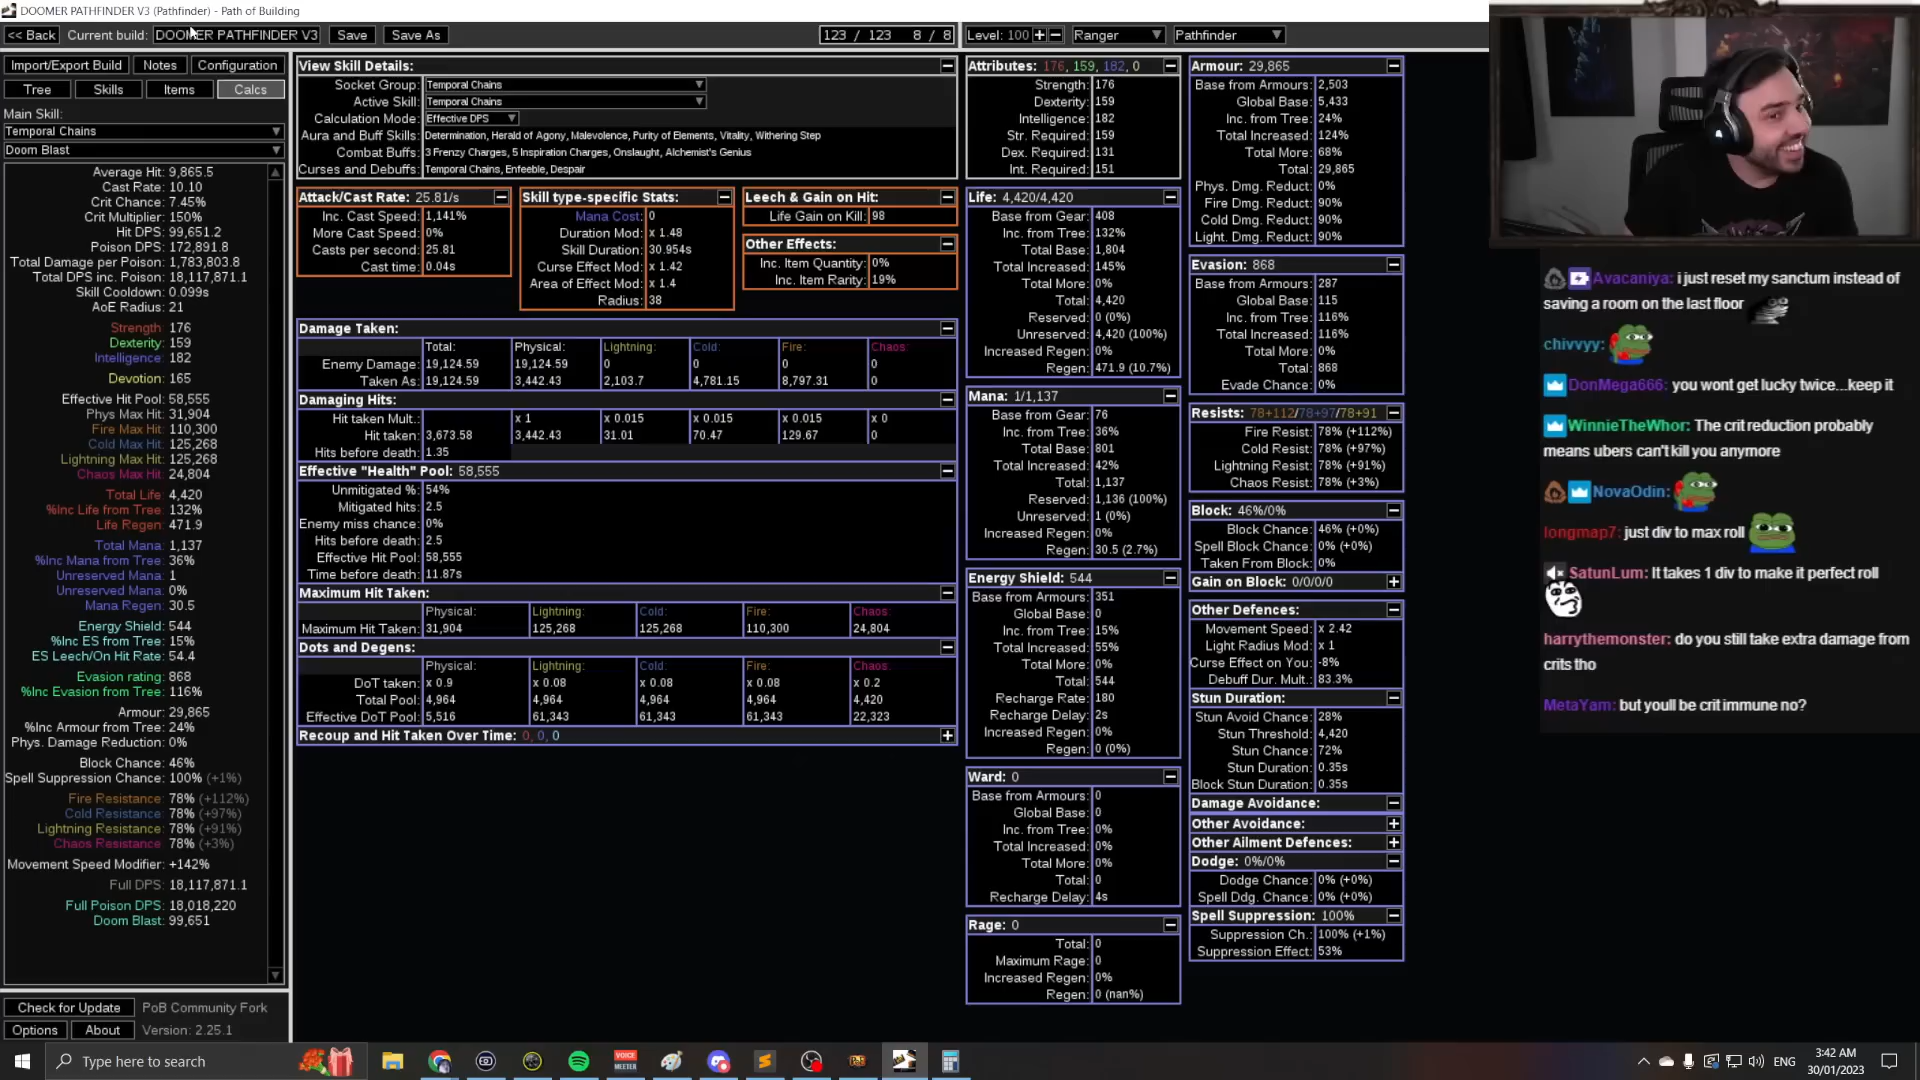 DOOMER PATHFINDER V3 (Pathfinder) - Path of Building
<< Back
Current build: DOOMER PATHFINDER V3
Save
Save As
123 / 123 8 / 8
Level: 100
Ranger
Pathfinder
Import/Export Build
Notes
Configuration
Tree
Skills
Items
Calcs
Main Skill:
Temporal Chains
Doom Blast
Average Hit: 9,865.5
Cast Rate: 10.10
Crit Chance: 7.45%
Crit Multiplier: 150%
Hit DPS: 99,651.2
Poison DPS: 172,891.8
Total Damage per Poison: 1,783,803.8
Total DPS inc. Poison: 18,117,871.1
Skill Cooldown: 0.099s
AoE Radius: 21
Strength: 176
Dexterity: 159
Intelligence: 182
Devotion: 165
Effective Hit Pool: 58,555
Phys Max Hit: 31,904
Fire Max Hit: 110,300
Cold Max Hit: 125,268
Lightning Max Hit: 125,268
Chaos Max Hit: 24,804
Total Life: 4,420
%Inc Life from Tree: 132%
Life Regen: 471.9
Total Mana: 1,137
%Inc Mana from Tree: 36%
Unreserved Mana: 1
Unreserved Mana: 0%
Mana Regen: 30.5
Energy Shield: 544
%Inc ES from Tree: 15%
ES Leech/On Hit Rate: 54.4
Evasion rating: 868
%Inc Evasion from Tree: 116%
Armour: 29,865
%Inc Armour from Tree: 24%
Phys. Damage Reduction: 0%
Block Chance: 46%
Spell Suppression Chance: 100% (+1%)
Fire Resistance: 78% (+112%)
Cold Resistance: 78% (+97%)
Lightning Resistance: 78% (+91%)
Chaos Resistance: 78% (+3%)
Movement Speed Modifier: +142%
Full DPS: 18,117,871.1
Full Poison DPS: 18,018,220
Doom Blast: 99,651
Check for Update
PoB Community Fork
Options
About
Version: 2.25.1
View Skill Details:
Socket Group: Temporal Chains
Active Skill: Temporal Chains
Calculation Mode: Effective DPS
Aura and Buff Skills: Determination, Herald of Agony, Malevolence, Purity of Elements, Vitality, Withering Step
Combat Buffs: 3 Frenzy Charges, 5 Inspiration Charges, Onslaught, Alchemist's Genius
Curses and Debuffs: Temporal Chains, Enfeeble, Despair
Attack/Cast Rate: 25.81/s
Inc. Cast Speed: 1,141%
More Cast Speed: 0%
Casts per second: 25.81
Cast time: 0.04s
Skill type-specific Stats:
Mana Cost: 0
Duration Mod: x 1.48
Skill Duration: 30.954s
Curse Effect Mod: x 1.42
Area of Effect Mod: x 1.4
Radius: 38
Leech & Gain on Hit:
Life Gain on Kill: 98
Other Effects:
Inc. Item Quantity: 0%
Inc. Item Rarity: 19%
Damage Taken:
Total: Physical: Lightning: Cold: Fire: Chaos:
Enemy Damage: 19,124.59 19,124.59 0 0 0 0
Taken As: 19,124.59 3,442.43 2,103.7 4,781.15 8,797.31 0
Damaging Hits:
Hit taken Mult.: x 1 x 0.015 x 0.015 x 0.015 x 0
Hit taken: 3,673.58 3,442.43 31.01 70.47 129.67 0
Hits before death: 1.35
Effective "Health" Pool: 58,555
Unmitigated %: 54%
Mitigated hits: 2.5
Enemy miss chance: 0%
Hits before death: 2.5
Effective Hit Pool: 58,555
Time before death: 11.87s
Maximum Hit Taken:
Physical: Lightning: Cold: Fire: Chaos:
Maximum Hit Taken: 31,904 125,268 125,268 110,300 24,804
Dots and Degens:
Physical: Lightning: Cold: Fire: Chaos:
DoT taken: x 0.9 x 0.08 x 0.08 x 0.08 x 0.2
Total Pool: 4,964 4,964 4,964 4,964 4,420
Effective DoT Pool: 5,516 61,343 61,343 61,343 22,323
Recoup and Hit Taken Over Time: 0, 0, 0
Attributes: 176, 159, 182, 0
Strength: 176
Dexterity: 159
Intelligence: 182
Str. Required: 159
Dex. Required: 131
Int. Required: 151
Life: 4,420/4,420
Base from Gear: 408
Inc. from Tree: 132%
Total Base: 1,804
Total Increased: 145%
Total More: 0%
Total: 4,420
Reserved: 0 (0%)
Unreserved: 4,420 (100%)
Increased Regen: 0%
Regen: 471.9 (10.7%)
Mana: 1/1,137
Base from Gear: 76
Inc. from Tree: 36%
Total Base: 801
Total Increased: 42%
Total More: 0%
Total: 1,137
Reserved: 1,136 (100%)
Unreserved: 1 (0%)
Increased Regen: 0%
Regen: 30.5 (2.7%)
Energy Shield: 544
Base from Armours: 351
Global Base: 0
Inc. from Tree: 15%
Total Increased: 55%
Total More: 0%
Total: 544
Recharge Rate: 180
Recharge Delay: 2s
Increased Regen: 0%
Regen: 0 (0%)
Ward: 0
Base from Armours: 0
Global Base: 0
Inc. from Tree: 0%
Total Increased: 0%
Total More: 0%
Total: 0
Recharge Delay: 4s
Rage: 0
Total: 0
Maximum Rage: 0
Increased Regen: 0%
Regen: 0 (nan%)
Armour: 29,865
Base from Armours: 2,503
Global Base: 5,433
Inc. from Tree: 24%
Total Increased: 124%
Total More: 68%
Total: 29,865
Phys. Dmg. Reduct: 0%
Fire Dmg. Reduct: 90%
Cold Dmg. Reduct: 90%
Light. Dmg. Reduct: 90%
Evasion: 868
Base from Armours: 287
Global Base: 115
Inc. from Tree: 116%
Total Increased: 116%
Total More: 0%
Total: 868
Evade Chance: 0%
Resists: 78+112/78+97/78+91
Fire Resist: 78% (+112%)
Cold Resist: 78% (+97%)
Lightning Resist: 78% (+91%)
Chaos Resist: 78% (+3%)
Block: 46%/0%
Block Chance: 46% (+0%)
Spell Block Chance: 0% (+0%)
Taken From Block: 0%
Gain on Block: 0/0/0/0
Other Defences:
Movement Speed: x 2.42
Light Radius Mod: x 1
Curse Effect on You: -8%
Debuff Dur. Mult.: 83.3%
Stun Duration:
Stun Avoid Chance: 28%
Stun Threshold: 4,420
Stun Chance: 72%
Stun Duration: 0.35s
Block Stun Duration: 0.35s
Damage Avoidance:
Other Avoidance:
Other Ailment Defences:
Dodge: 0%/0%
Dodge Chance: 0% (+0%)
Spell Ddg. Chance: 0% (+0%)
Spell Suppression: 100%
Suppression Ch.: 100% (+1%)
Suppression Effect: 53%
Avacaniya: i just reset my sanctum instead of
saving a room on the last floor
chivvyy:
DonMega666: you wont get lucky twice...keep it
WinnieTheWhor: The crit reduction probably
means ubers can't kill you anymore
NovaOdin:
longmap7: just div to max roll
SatunLum: It takes 1 div to make it perfect roll
harrythemonster: do you still take extra damage from
crits tho
MetaYam: but youll be crit immune no?
Type here to search
VOICE
MEETER
ENG
3:42 AM
30/01/2023